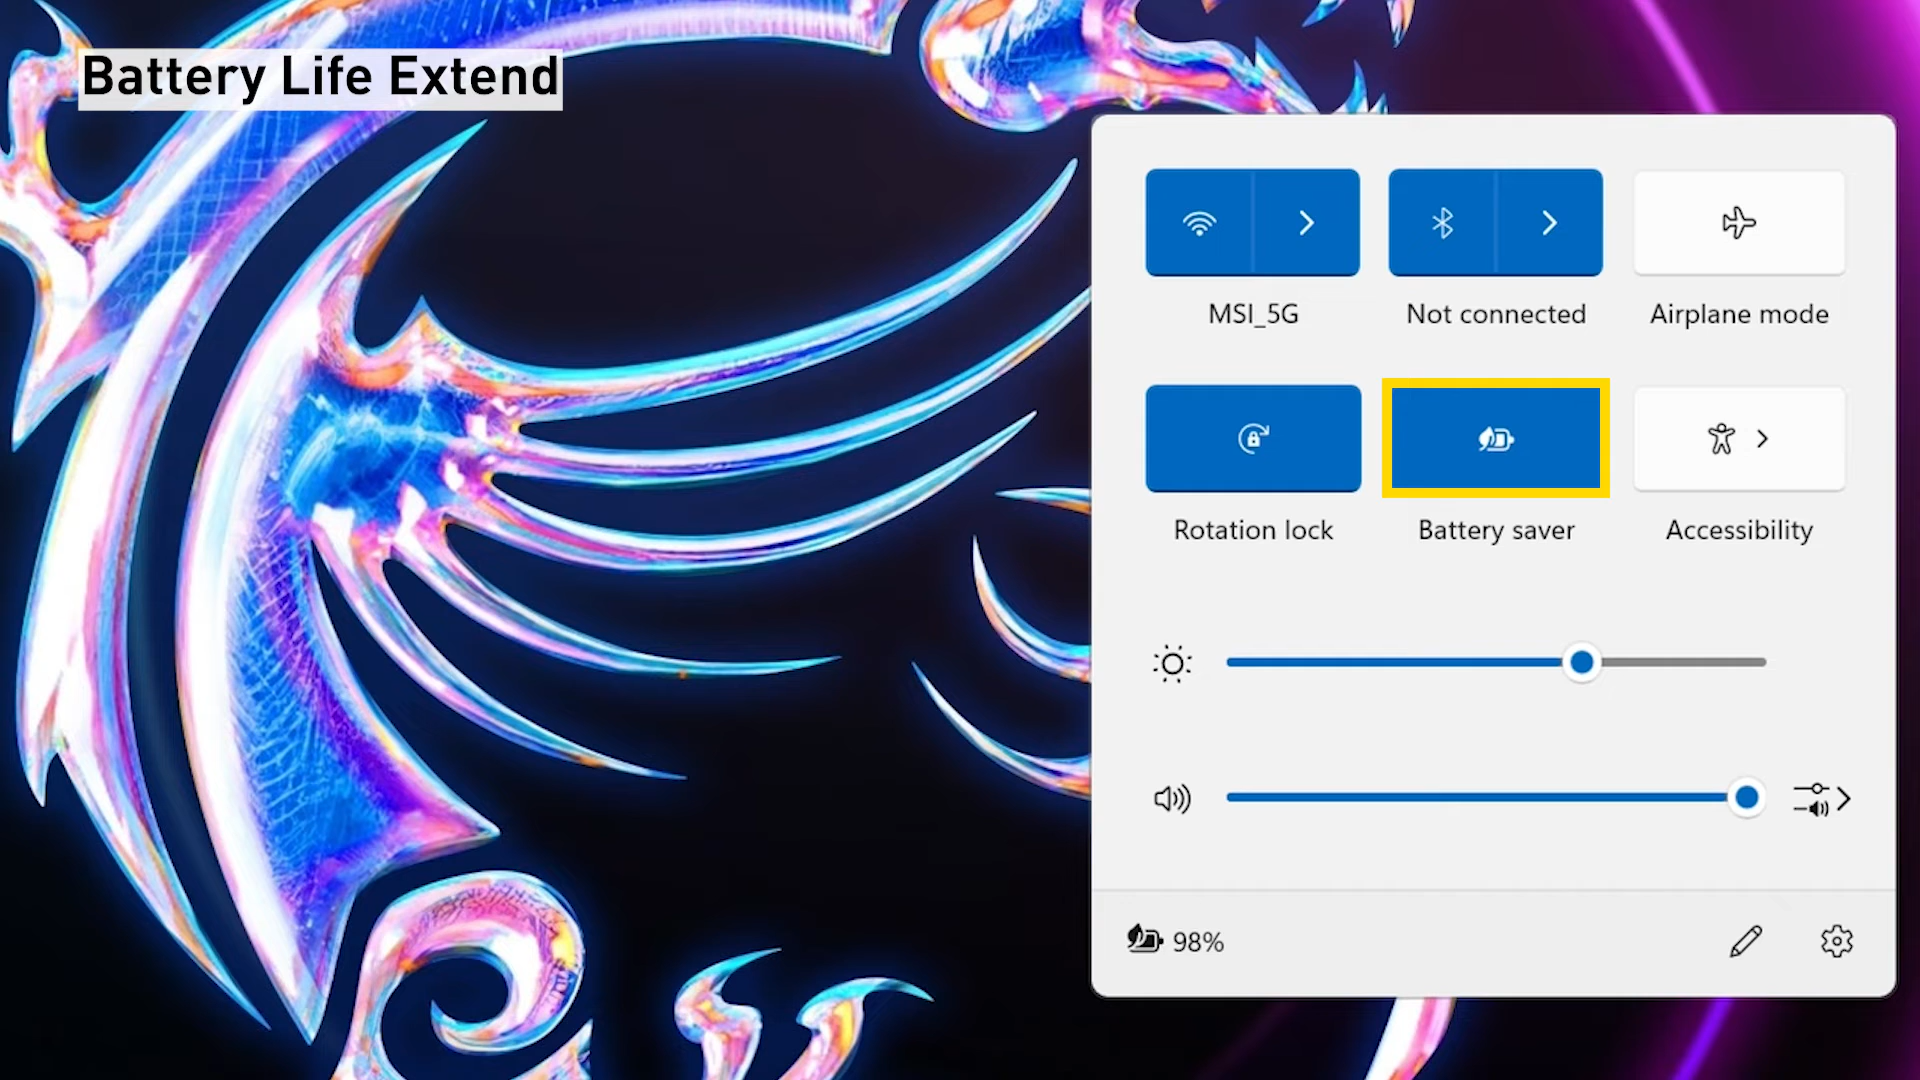 Battery Life Extend
MSI_5G
Not connected
Airplane mode
Rotation lock
Battery saver
Accessibility
98%